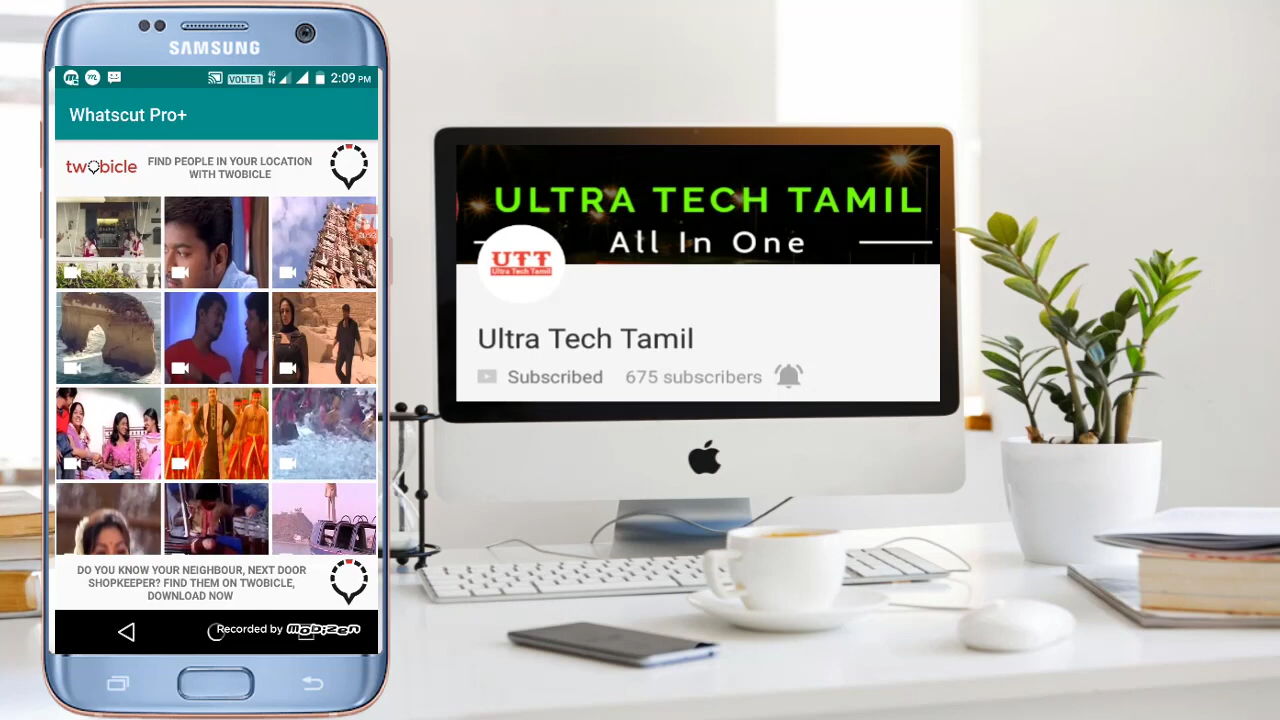 SAMSUNG
VOLTE 1
4G
2:09 PM
Whatscut Pro+
twobicle
FIND PEOPLE IN YOUR LOCATION
WITH TWOBICLE
DO YOU KNOW YOUR NEIGHBOUR, NEXT DOOR
SHOPKEEPER? FIND THEM ON TWOBICLE,
DOWNLOAD NOW
Recorded by mobizen
ULTRA TECH TAMIL
All In One
UTT
Ultra Tech Tamil
Ultra Tech Tamil
Subscribed
675 subscribers